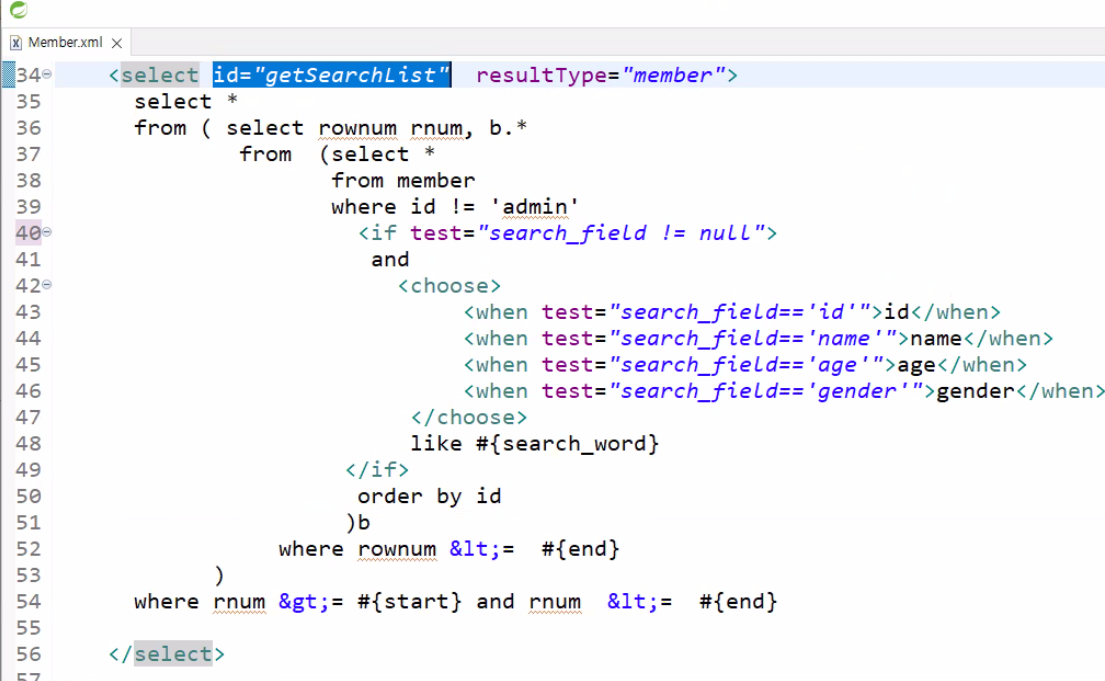 Member.xml
34 <select id="getSearchList" resultType="member">
35 select *
36 from ( select rownum rnum, b.*
37 from (select *
38 from member
39 where id != 'admin'
40 <if test="search_field != null">
41 and
42 <choose>
43 <when test="search_field=='id'">id</when>
44 <when test="search_field=='name'">name</when>
45 <when test="search_field=='age'">age</when>
46 <when test="search_field=='gender'">gender</when>
47 </choose>
48 like #{search_word}
49 </if>
50 order by id
51 )b
52 where rownum &lt;= #{end}
53 )
54 where rnum &gt;= #{start} and rnum &lt;= #{end}
55
56 </select>
57